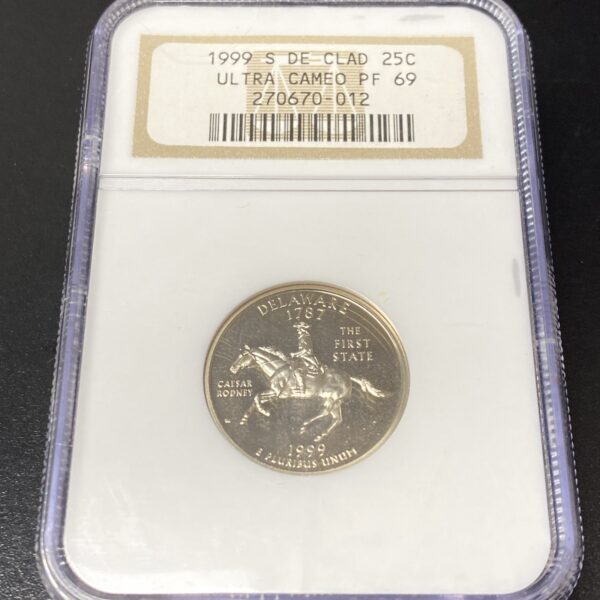 1999 S DE CLAD 25C
ULTRA CAMEO PF 69
270670-012
DELAWARE
1787
THE
FIRST
STATE
CAESAR
RODNEY
1999
E PLURIBUS UNUM